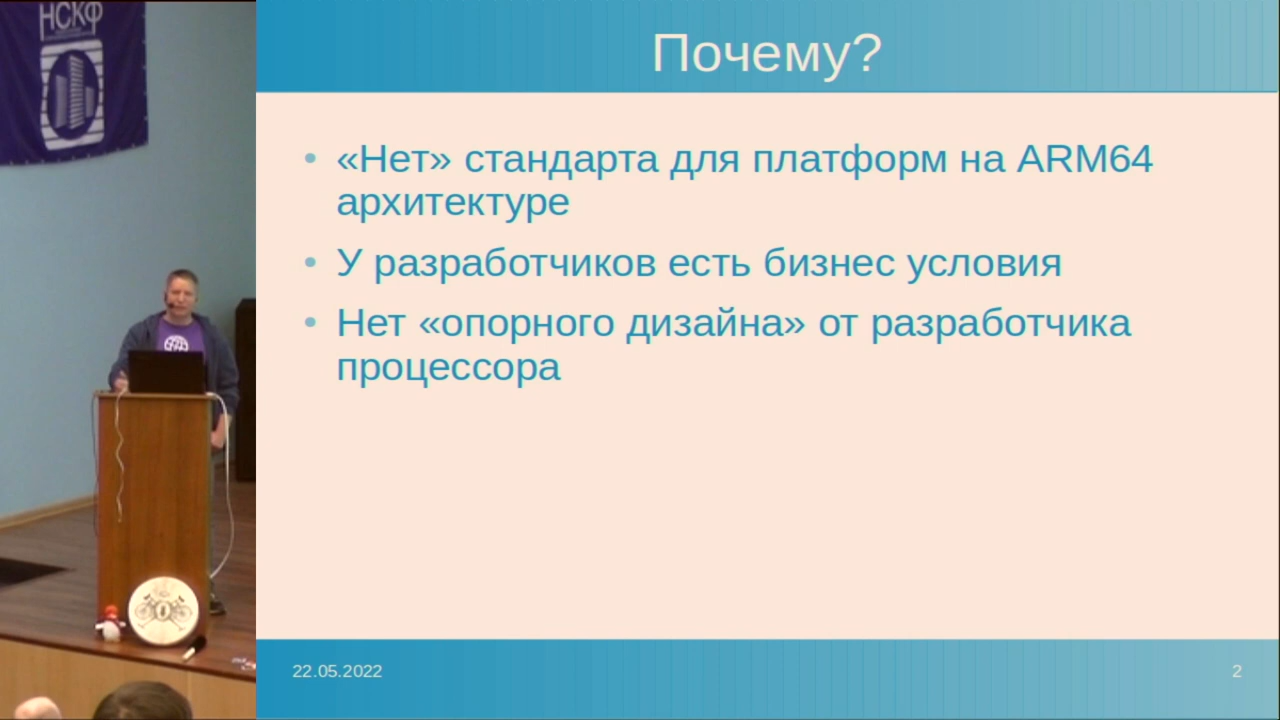 НСКФ
Почему?
• «Нет» стандарта для платформ на ARM64
архитектуре
• У разработчиков есть бизнес условия
• Нет «опорного дизайна» от разработчика
процессора
22.05.2022
2